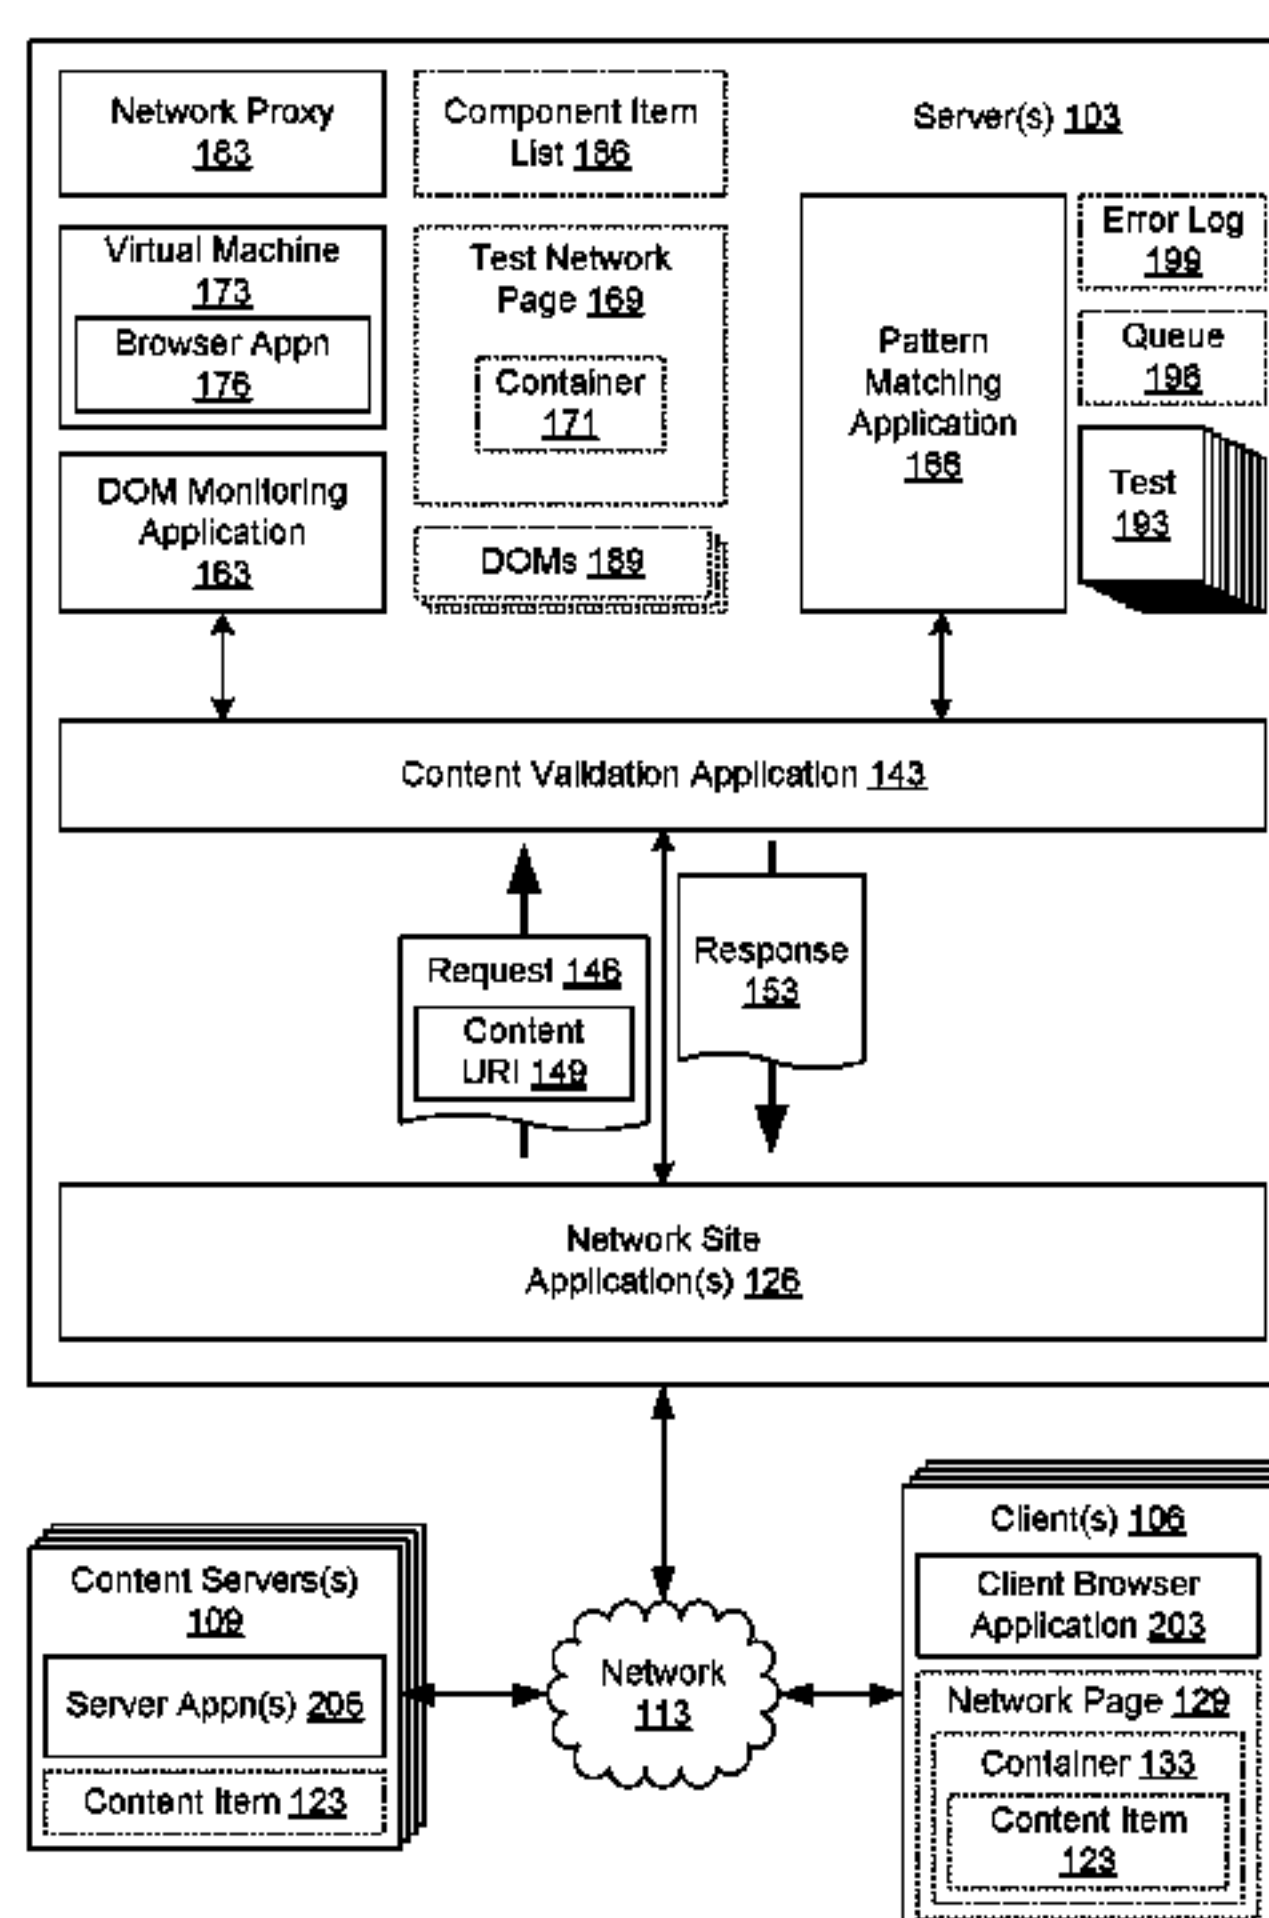 Network Proxy
183
Component Item
List 186
Server(s) 103
Virtual Machine
173
Browser Appn
176
Test Network
Page 169
Container
171
Pattern
Matching
Application
166
Error Log
199
Queue
196
Test
193
DOM Monitoring
Application
163
DOMs 189
Content Validation Application 143
Request 146
Content
URI 149
Response
153
Network Site
Application(s) 126
Content Servers(s)
109
Server Appn(s) 206
Content Item 123
Network
113
Client(s) 106
Client Browser
Application 203
Network Page 129
Container 133
Content Item
123